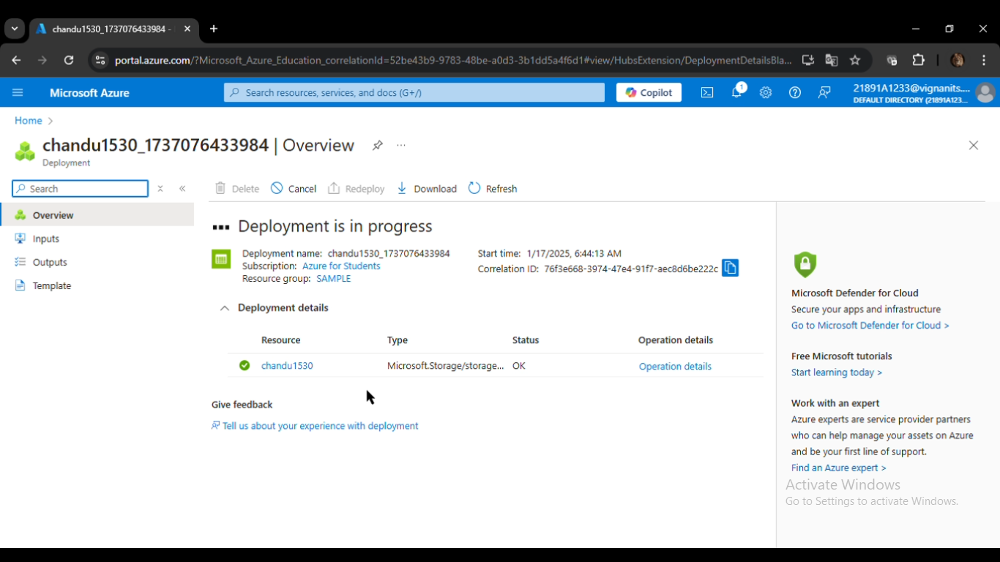 chandu1530_1737076433984 -
portal.azure.com/?Microsoft_Azure_Education_correlationId=52be43b9-9783-48be-a0d3-3b1dd5a4f6d1#view/HubsExtension/DeploymentDetailsBla...
Microsoft Azure
Search resources, services, and docs (G+/)
Copilot
1
21891A1233@vignanits....
DEFAULT DIRECTORY (21891A123...
Home >
chandu1530_1737076433984 | Overview
Deployment
Search
Delete
Cancel
Redeploy
Download
Refresh
Overview
Inputs
Outputs
Template
Deployment is in progress
Deployment name: chandu1530_1737076433984
Subscription: Azure for Students
Resource group: SAMPLE
Start time: 1/17/2025, 6:44:13 AM
Correlation ID: 76f3e668-3974-47e4-91f7-aec8d6be222c
Deployment details
Resource Type Status Operation details
chandu1530 Microsoft.Storage/storage... OK Operation details
Give feedback
Tell us about your experience with deployment
Microsoft Defender for Cloud
Secure your apps and infrastructure
Go to Microsoft Defender for Cloud >
Free Microsoft tutorials
Start learning today >
Work with an expert
Azure experts are service provider partners
who can help manage your assets on Azure
and be your first line of support.
Find an Azure expert >
Activate Windows
Go to Settings to activate Windows.